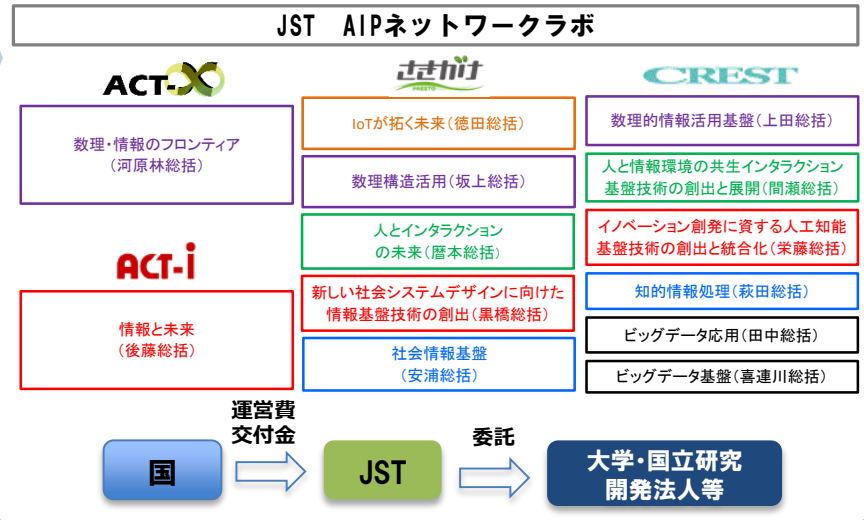 JST　AIPネットワークラボ
ACT-X
数理・情報のフロンティア
（河原林総括）
ACT-i
情報と未来
（後藤総括）
さきがけ
PRESTO
IoTが拓く未来（徳田総括）
数理構造活用（坂上総括）
人とインタラクション
の未来（暦本総括）
新しい社会システムデザインに向けた
情報基盤技術の創出（黒橋総括）
社会情報基盤
（安浦総括）
CREST
数理的情報活用基盤（上田総括）
人と情報環境の共生インタラクション
基盤技術の創出と展開（間瀬総括）
イノベーション創発に資する人工知能
基盤技術の創出と統合化（栄藤総括）
知的情報処理（萩田総括）
ビッグデータ応用（田中総括）
ビッグデータ基盤（喜連川総括）
国
運営費
交付金
JST
委託
大学・国立研究
開発法人等